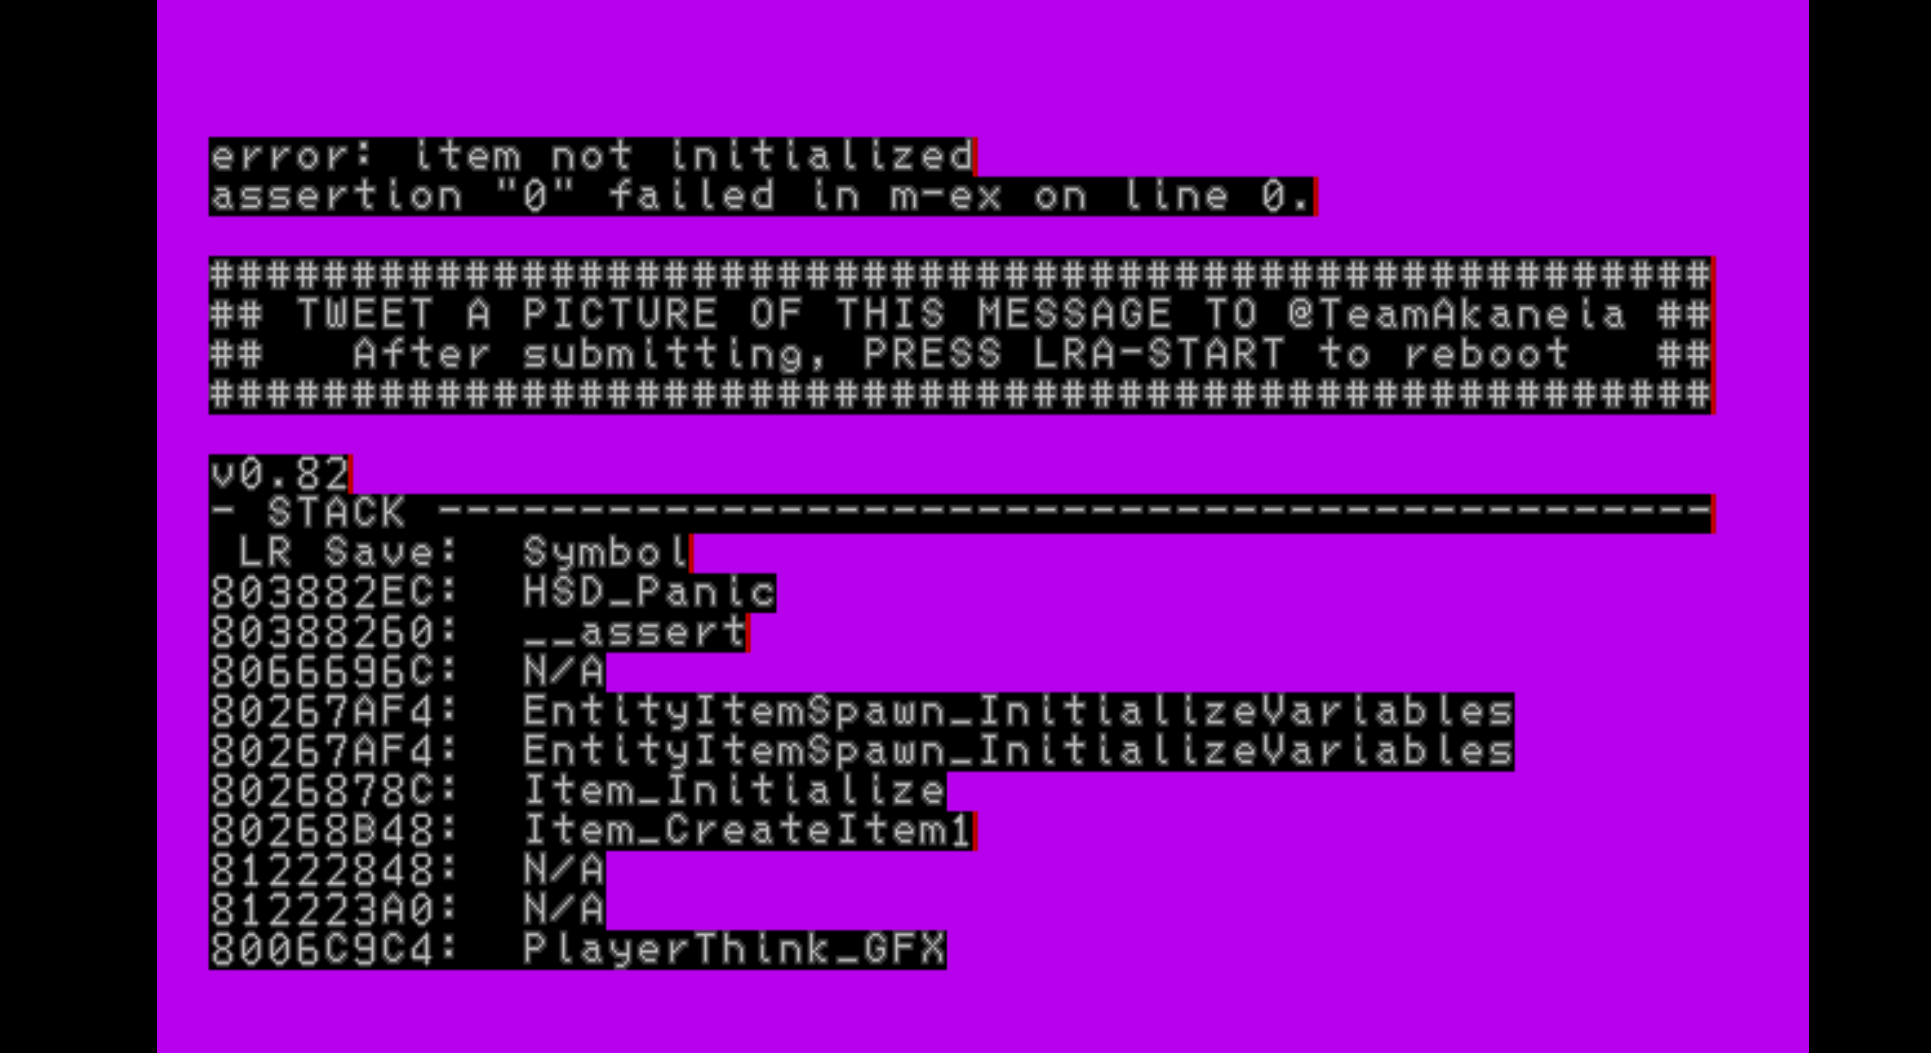 error: item not initialized
assertion "0" failed in m-ex on line 0.
#####################################################
## TWEET A PICTURE OF THIS MESSAGE TO @TeamAkaneia ##
##   After submitting, PRESS LRA-START to reboot   ##
#####################################################
v0.82
- STACK ---------------------------------------------
 LR Save:  Symbol
803882EC:  HSD_Panic
80388260:  __assert
8066696C:  N/A
80267AF4:  EntityItemSpawn_InitializeVariables
80267AF4:  EntityItemSpawn_InitializeVariables
8026878C:  Item_Initialize
80268B48:  Item_CreateItem1
81222848:  N/A
812223A0:  N/A
8006C9C4:  PlayerThink_GFX